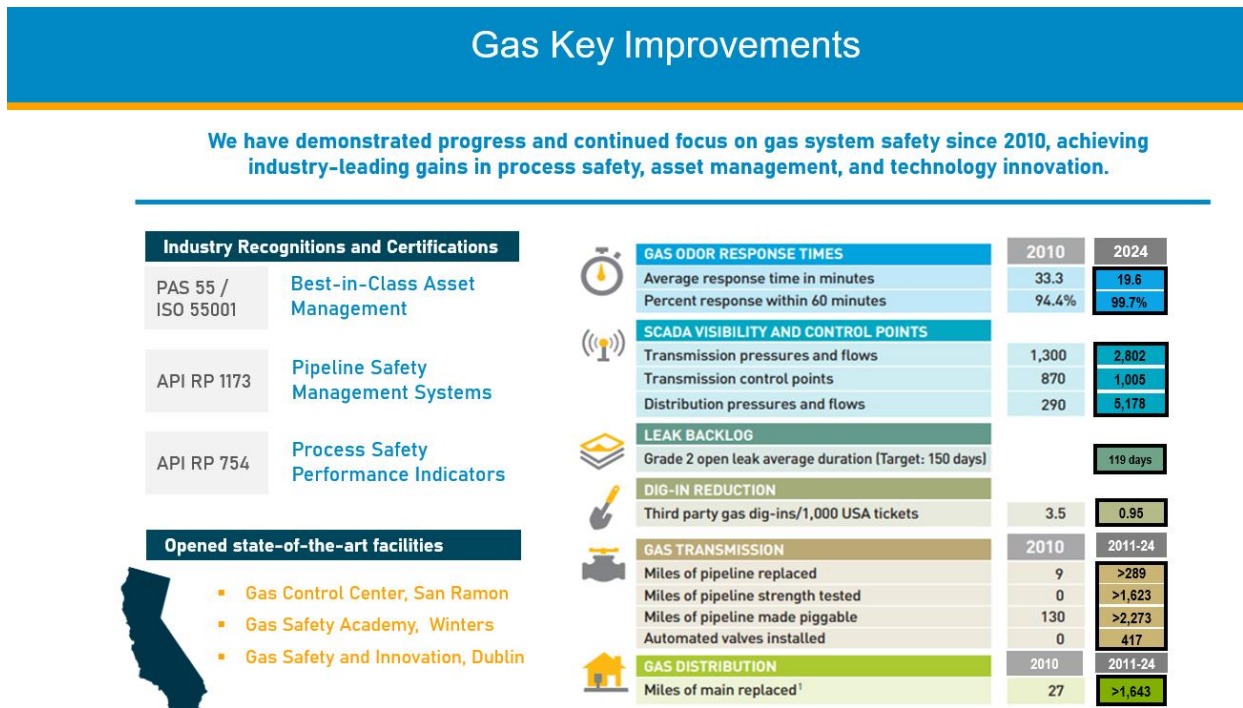 Gas Key Improvements
We have demonstrated progress and continued focus on gas system safety since 2010, achieving
industry-leading gains in process safety, asset management, and technology innovation.
Industry Recognitions and Certifications
PAS 55 /
ISO 55001
Best-in-Class Asset
Management
API RP 1173
Pipeline Safety
Management Systems
API RP 754
Process Safety
Performance Indicators
Opened state-of-the-art facilities
▪ Gas Control Center, San Ramon
▪ Gas Safety Academy, Winters
▪ Gas Safety and Innovation, Dublin
GAS ODOR RESPONSE TIMES 2010 2024
Average response time in minutes 33.3 19.6
Percent response within 60 minutes 94.4% 99.7%
SCADA VISIBILITY AND CONTROL POINTS
Transmission pressures and flows 1,300 2,802
Transmission control points 870 1,005
Distribution pressures and flows 290 5,178
LEAK BACKLOG
Grade 2 open leak average duration (Target: 150 days) 119 days
DIG-IN REDUCTION
Third party gas dig-ins/1,000 USA tickets 3.5 0.95
GAS TRANSMISSION 2010 2011-24
Miles of pipeline replaced 9 >289
Miles of pipeline strength tested 0 >1,623
Miles of pipeline made piggable 130 >2,273
Automated valves installed 0 417
GAS DISTRIBUTION 2010 2011-24
Miles of main replaced¹ 27 >1,643